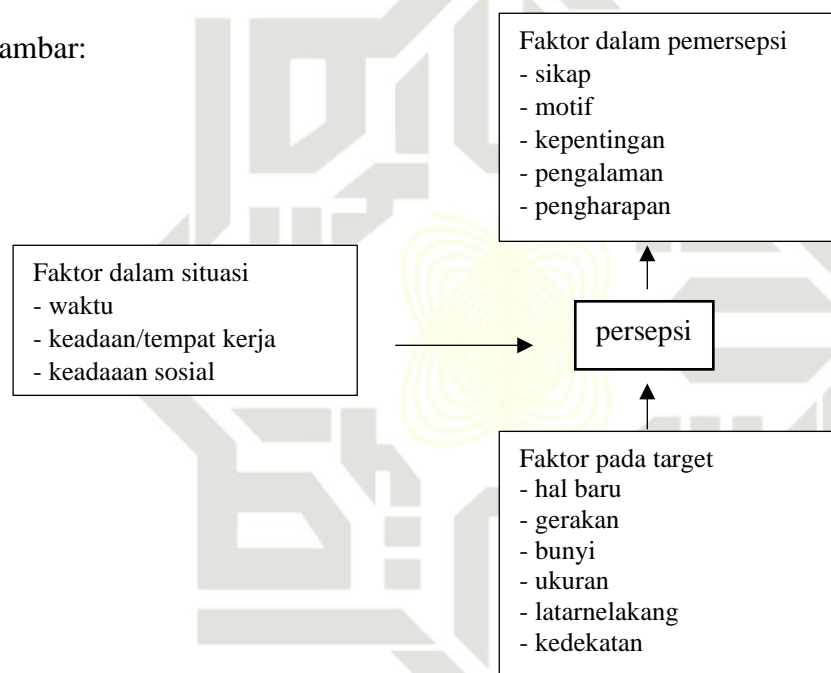 ambar:
Faktor dalam pemersepsi
- sikap
- motif
- kepentingan
- pengalaman
- pengharapan
Faktor dalam situasi
- waktu
- keadaan/tempat kerja
- keadaaan sosial
persepsi
Faktor pada target
- hal baru
- gerakan
- bunyi
- ukuran
- latarnelakang
- kedekatan